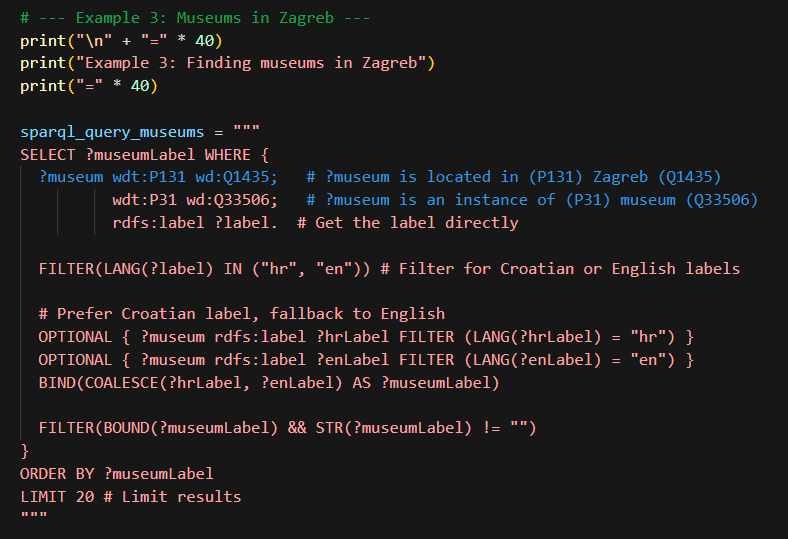 # --- Example 3: Museums in Zagreb ---
print("\n" + "=" * 40)
print("Example 3: Finding museums in Zagreb")
print("=" * 40)

sparql_query_museums = """
SELECT ?museumLabel WHERE {
  ?museum wdt:P131 wd:Q1435;   # ?museum is located in (P131) Zagreb (Q1435)
          wdt:P31 wd:Q33506;   # ?museum is an instance of (P31) museum (Q33506)
          rdfs:label ?label.  # Get the label directly

  FILTER(LANG(?label) IN ("hr", "en")) # Filter for Croatian or English labels

  # Prefer Croatian label, fallback to English
  OPTIONAL { ?museum rdfs:label ?hrLabel FILTER (LANG(?hrLabel) = "hr") }
  OPTIONAL { ?museum rdfs:label ?enLabel FILTER (LANG(?enLabel) = "en") }
  BIND(COALESCE(?hrLabel, ?enLabel) AS ?museumLabel)

  FILTER(BOUND(?museumLabel) && STR(?museumLabel) != "")
}
ORDER BY ?museumLabel
LIMIT 20 # Limit results
"""